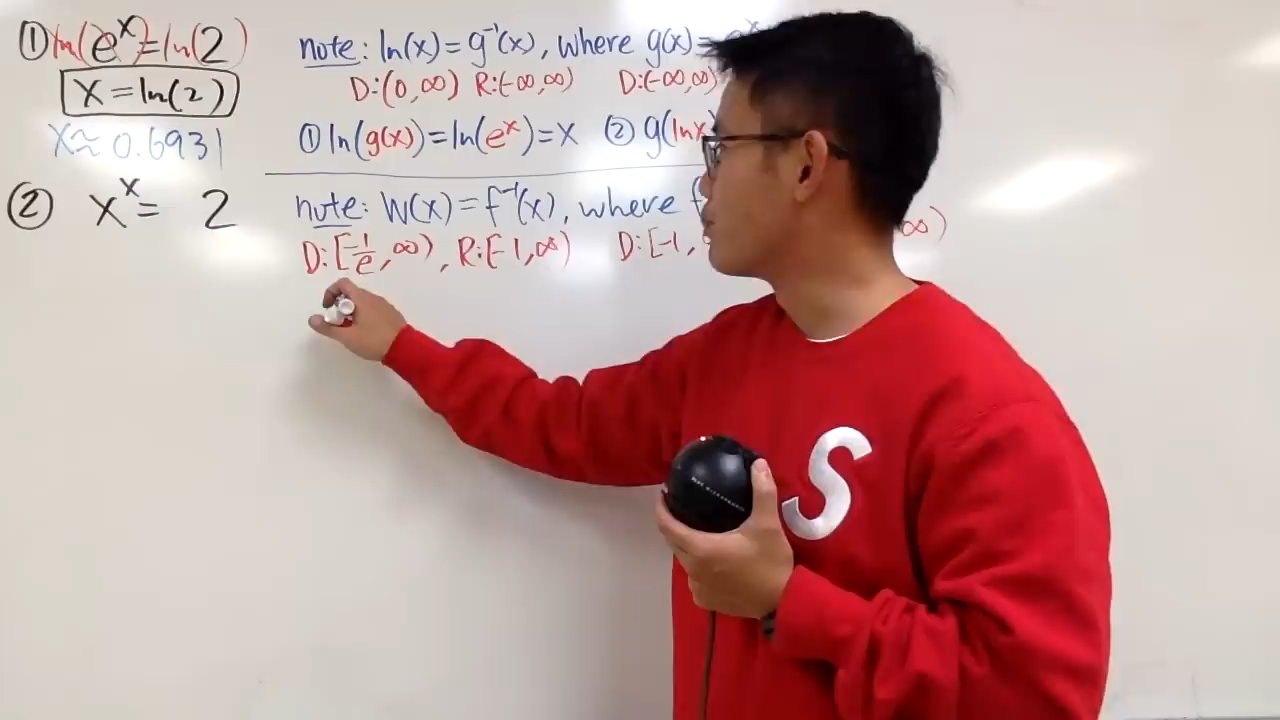 ① ln(e^x)=ln(2)
x = ln(2)
x≈ 0.6931
② x^x = 2
note: ln(x) = g⁻¹(x), where g(x)=
D:(0,∞) R:(-∞,∞) D:(-∞,∞)
① ln(g(x)) = ln(e^x) = x ② g(lnx
note: W(x) = f⁻¹(x), where f
D:[-1/e,∞), R:[-1,∞) D:[-1, ∞)
S